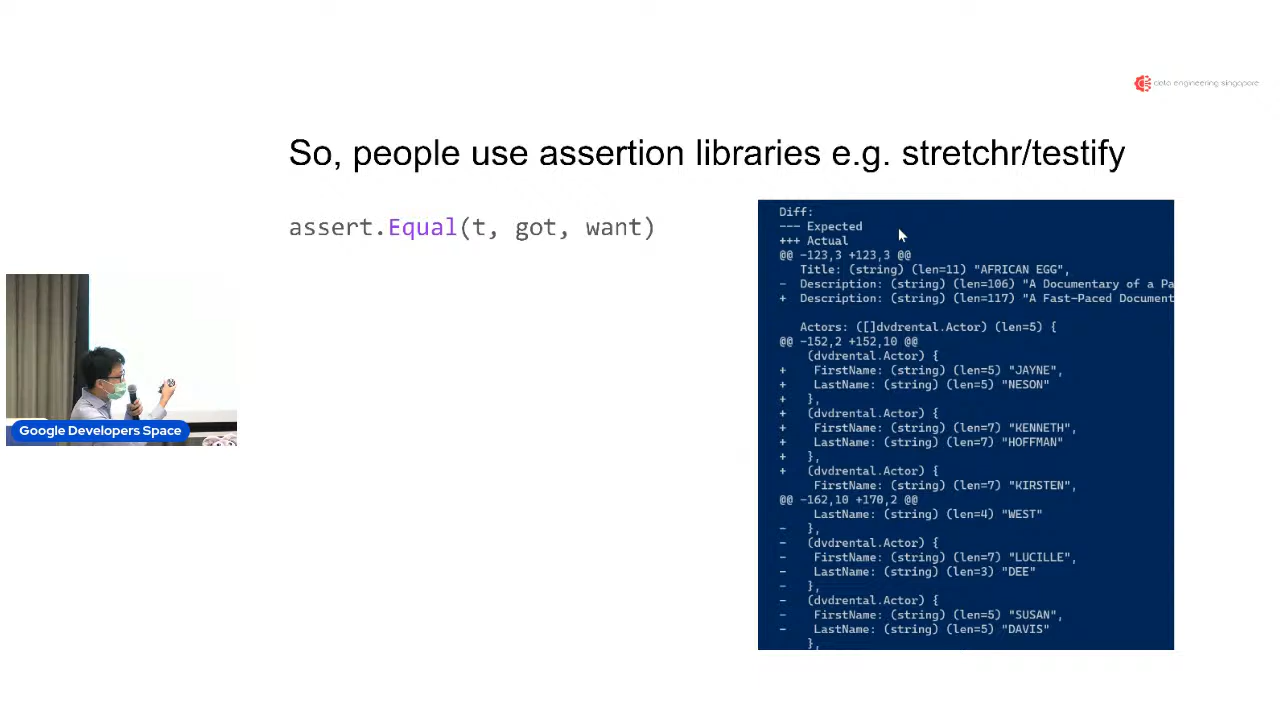 data engineering singapore
So, people use assertion libraries e.g. stretchr/testify
assert.Equal(t, got, want)
Diff:
--- Expected
+++ Actual
@@ -123,3 +123,3 @@
Title: (string) (len=11) "AFRICAN EGG",
- Description: (string) (len=106) "A Documentary of a Pa
+ Description: (string) (len=117) "A Fast-Paced Document
Actors: ([]dvdrental.Actor) (len=5) {
@@ -152,2 +152,10 @@
(dvdrental.Actor) {
+ FirstName: (string) (len=5) "JAYNE",
+ LastName: (string) (len=5) "NESON"
+ },
+ (dvdrental.Actor) {
+ FirstName: (string) (len=7) "KENNETH",
+ LastName: (string) (len=7) "HOFFMAN"
+ },
+ (dvdrental.Actor) {
FirstName: (string) (len=7) "KIRSTEN",
@@ -162,10 +170,2 @@
LastName: (string) (len=4) "WEST"
- },
- (dvdrental.Actor) {
- FirstName: (string) (len=7) "LUCILLE",
- LastName: (string) (len=3) "DEE"
- },
- (dvdrental.Actor) {
- FirstName: (string) (len=5) "SUSAN",
- LastName: (string) (len=5) "DAVIS"
},
Google Developers Space